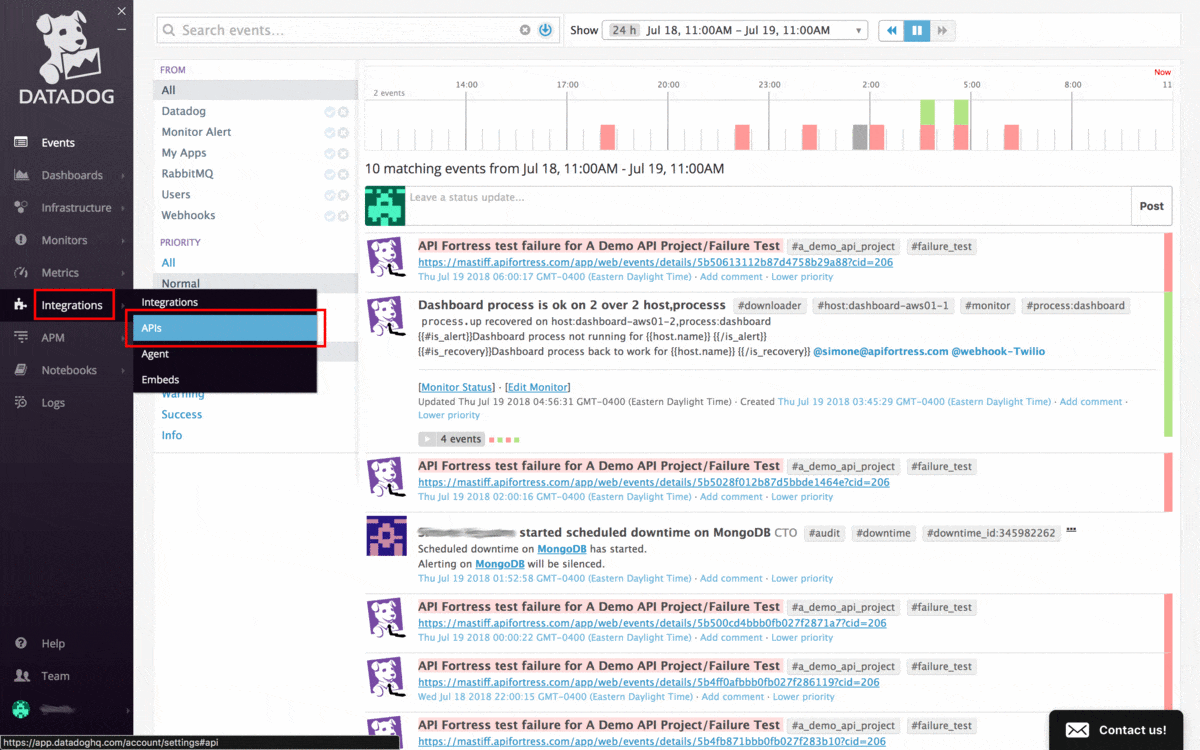 DATADOG
Events
Dashboards
Infrastructure
Monitors
Metrics
Integrations
APM
Notebooks
Logs
Help
Team
Integrations
APIs
Agent
Embeds
https://app.datadoghq.com/account/settings#api
Search events...
Show 24 h Jul 18, 11:00AM – Jul 19, 11:00AM
FROM
All
Datadog
Monitor Alert
My Apps
RabbitMQ
Users
Webhooks
PRIORITY
All
Normal
Warning
Success
Info
Now
14:00 17:00 20:00 23:00 2:00 5:00 8:00 11
2 events
10 matching events from Jul 18, 11:00AM - Jul 19, 11:00AM
Leave a status update...
Post
API Fortress test failure for A Demo API Project/Failure Test #a_demo_api_project #failure_test
https://mastiff.apifortress.com/app/web/events/details/5b50613112b87d4758b29a88?cid=206
Thu Jul 19 2018 06:00:17 GMT-0400 (Eastern Daylight Time) · Add comment · Lower priority
Dashboard process is ok on 2 over 2 host,processs #downloader #host:dashboard-aws01-1 #monitor #process:dashboard
process.up recovered on host:dashboard-aws01-2,process:dashboard
{{#is_alert}}Dashboard process not running for {{host.name}} {{/is_alert}}
{{#is_recovery}}Dashboard process back to work for {{host.name}} {{/is_recovery}} @simone@apifortress.com @webhook-Twilio
[Monitor Status] · [Edit Monitor]
Updated Thu Jul 19 2018 04:56:31 GMT-0400 (Eastern Daylight Time) · Created Thu Jul 19 2018 03:45:29 GMT-0400 (Eastern Daylight Time) · Add comment ·
Lower priority
4 events
API Fortress test failure for A Demo API Project/Failure Test #a_demo_api_project #failure_test
https://mastiff.apifortress.com/app/web/events/details/5b5028f012b87d5bbde1464e?cid=206
Thu Jul 19 2018 02:00:16 GMT-0400 (Eastern Daylight Time) · Add comment · Lower priority
started scheduled downtime on MongoDB CTO #audit #downtime #downtime_id:345982262 ...
Scheduled downtime on MongoDB has started.
Alerting on MongoDB will be silenced.
Thu Jul 19 2018 01:52:58 GMT-0400 (Eastern Daylight Time) · Add comment · Lower priority
API Fortress test failure for A Demo API Project/Failure Test #a_demo_api_project #failure_test
https://mastiff.apifortress.com/app/web/events/details/5b500cd4bbb0fb027f2871a7?cid=206
Thu Jul 19 2018 00:00:22 GMT-0400 (Eastern Daylight Time) · Add comment · Lower priority
API Fortress test failure for A Demo API Project/Failure Test #a_demo_api_project #failure_test
https://mastiff.apifortress.com/app/web/events/details/5b4ff0afbbb0fb027f286119?cid=206
Wed Jul 18 2018 22:00:15 GMT-0400 (Eastern Daylight Time) · Add comment · Lower priority
API Fortress test failure for A Demo API Project/Failure Test #a_demo_api_project #failure_test
https://mastiff.apifortress.com/app/web/events/details/5b4fb871bbb0fb027f283b10?cid=206
Contact us!